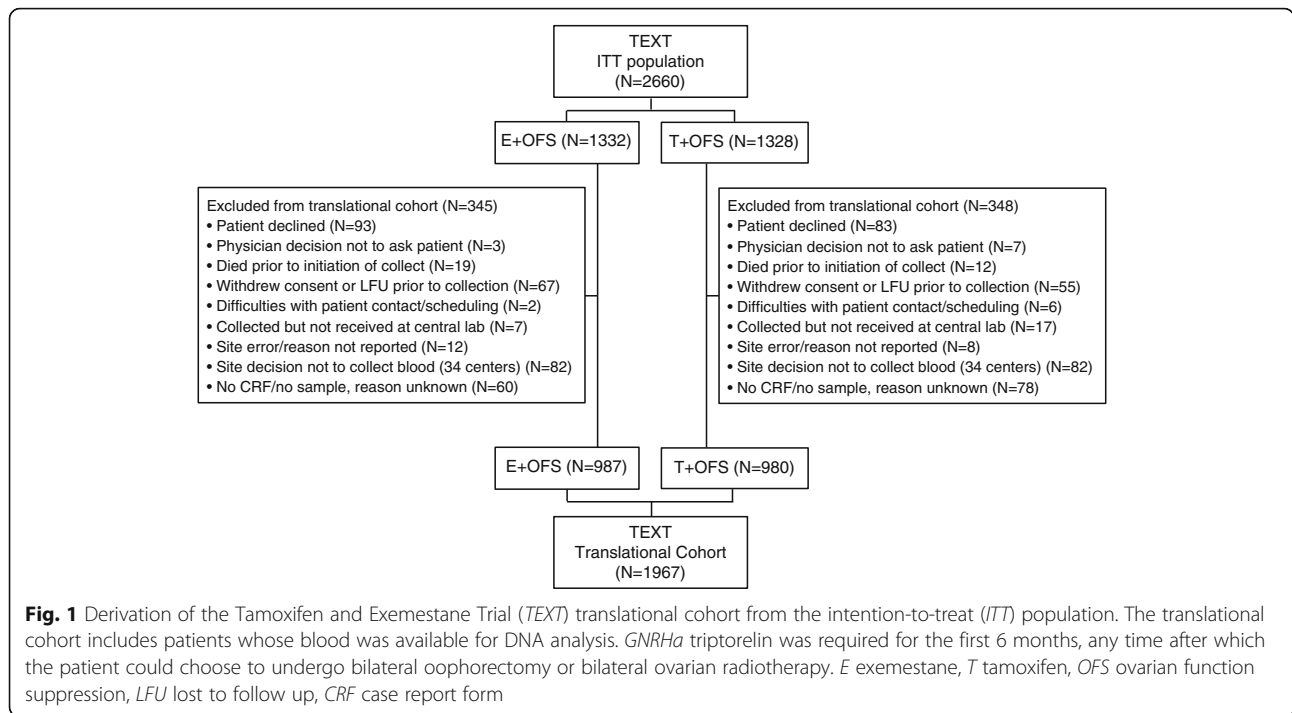 TEXT
ITT population
(N=2660)
E+OFS (N=1332)
T+OFS (N=1328)
Excluded from translational cohort (N=345)
• Patient declined (N=93)
• Physician decision not to ask patient (N=3)
• Died prior to initiation of collect (N=19)
• Withdrew consent or LFU prior to collection (N=67)
• Difficulties with patient contact/scheduling (N=2)
• Collected but not received at central lab (N=7)
• Site error/reason not reported (N=12)
• Site decision not to collect blood (34 centers) (N=82)
• No CRF/no sample, reason unknown (N=60)
Excluded from translational cohort (N=348)
• Patient declined (N=83)
• Physician decision not to ask patient (N=7)
• Died prior to initiation of collect (N=12)
• Withdrew consent or LFU prior to collection (N=55)
• Difficulties with patient contact/scheduling (N=6)
• Collected but not received at central lab (N=17)
• Site error/reason not reported (N=8)
• Site decision not to collect blood (34 centers) (N=82)
• No CRF/no sample, reason unknown (N=78)
E+OFS (N=987)
T+OFS (N=980)
TEXT
Translational Cohort
(N=1967)
Fig. 1 Derivation of the Tamoxifen and Exemestane Trial (TEXT) translational cohort from the intention-to-treat (ITT) population. The translational
cohort includes patients whose blood was available for DNA analysis. GNRHa triptorelin was required for the first 6 months, any time after which
the patient could choose to undergo bilateral oophorectomy or bilateral ovarian radiotherapy. E exemestane, T tamoxifen, OFS ovarian function
suppression, LFU lost to follow up, CRF case report form